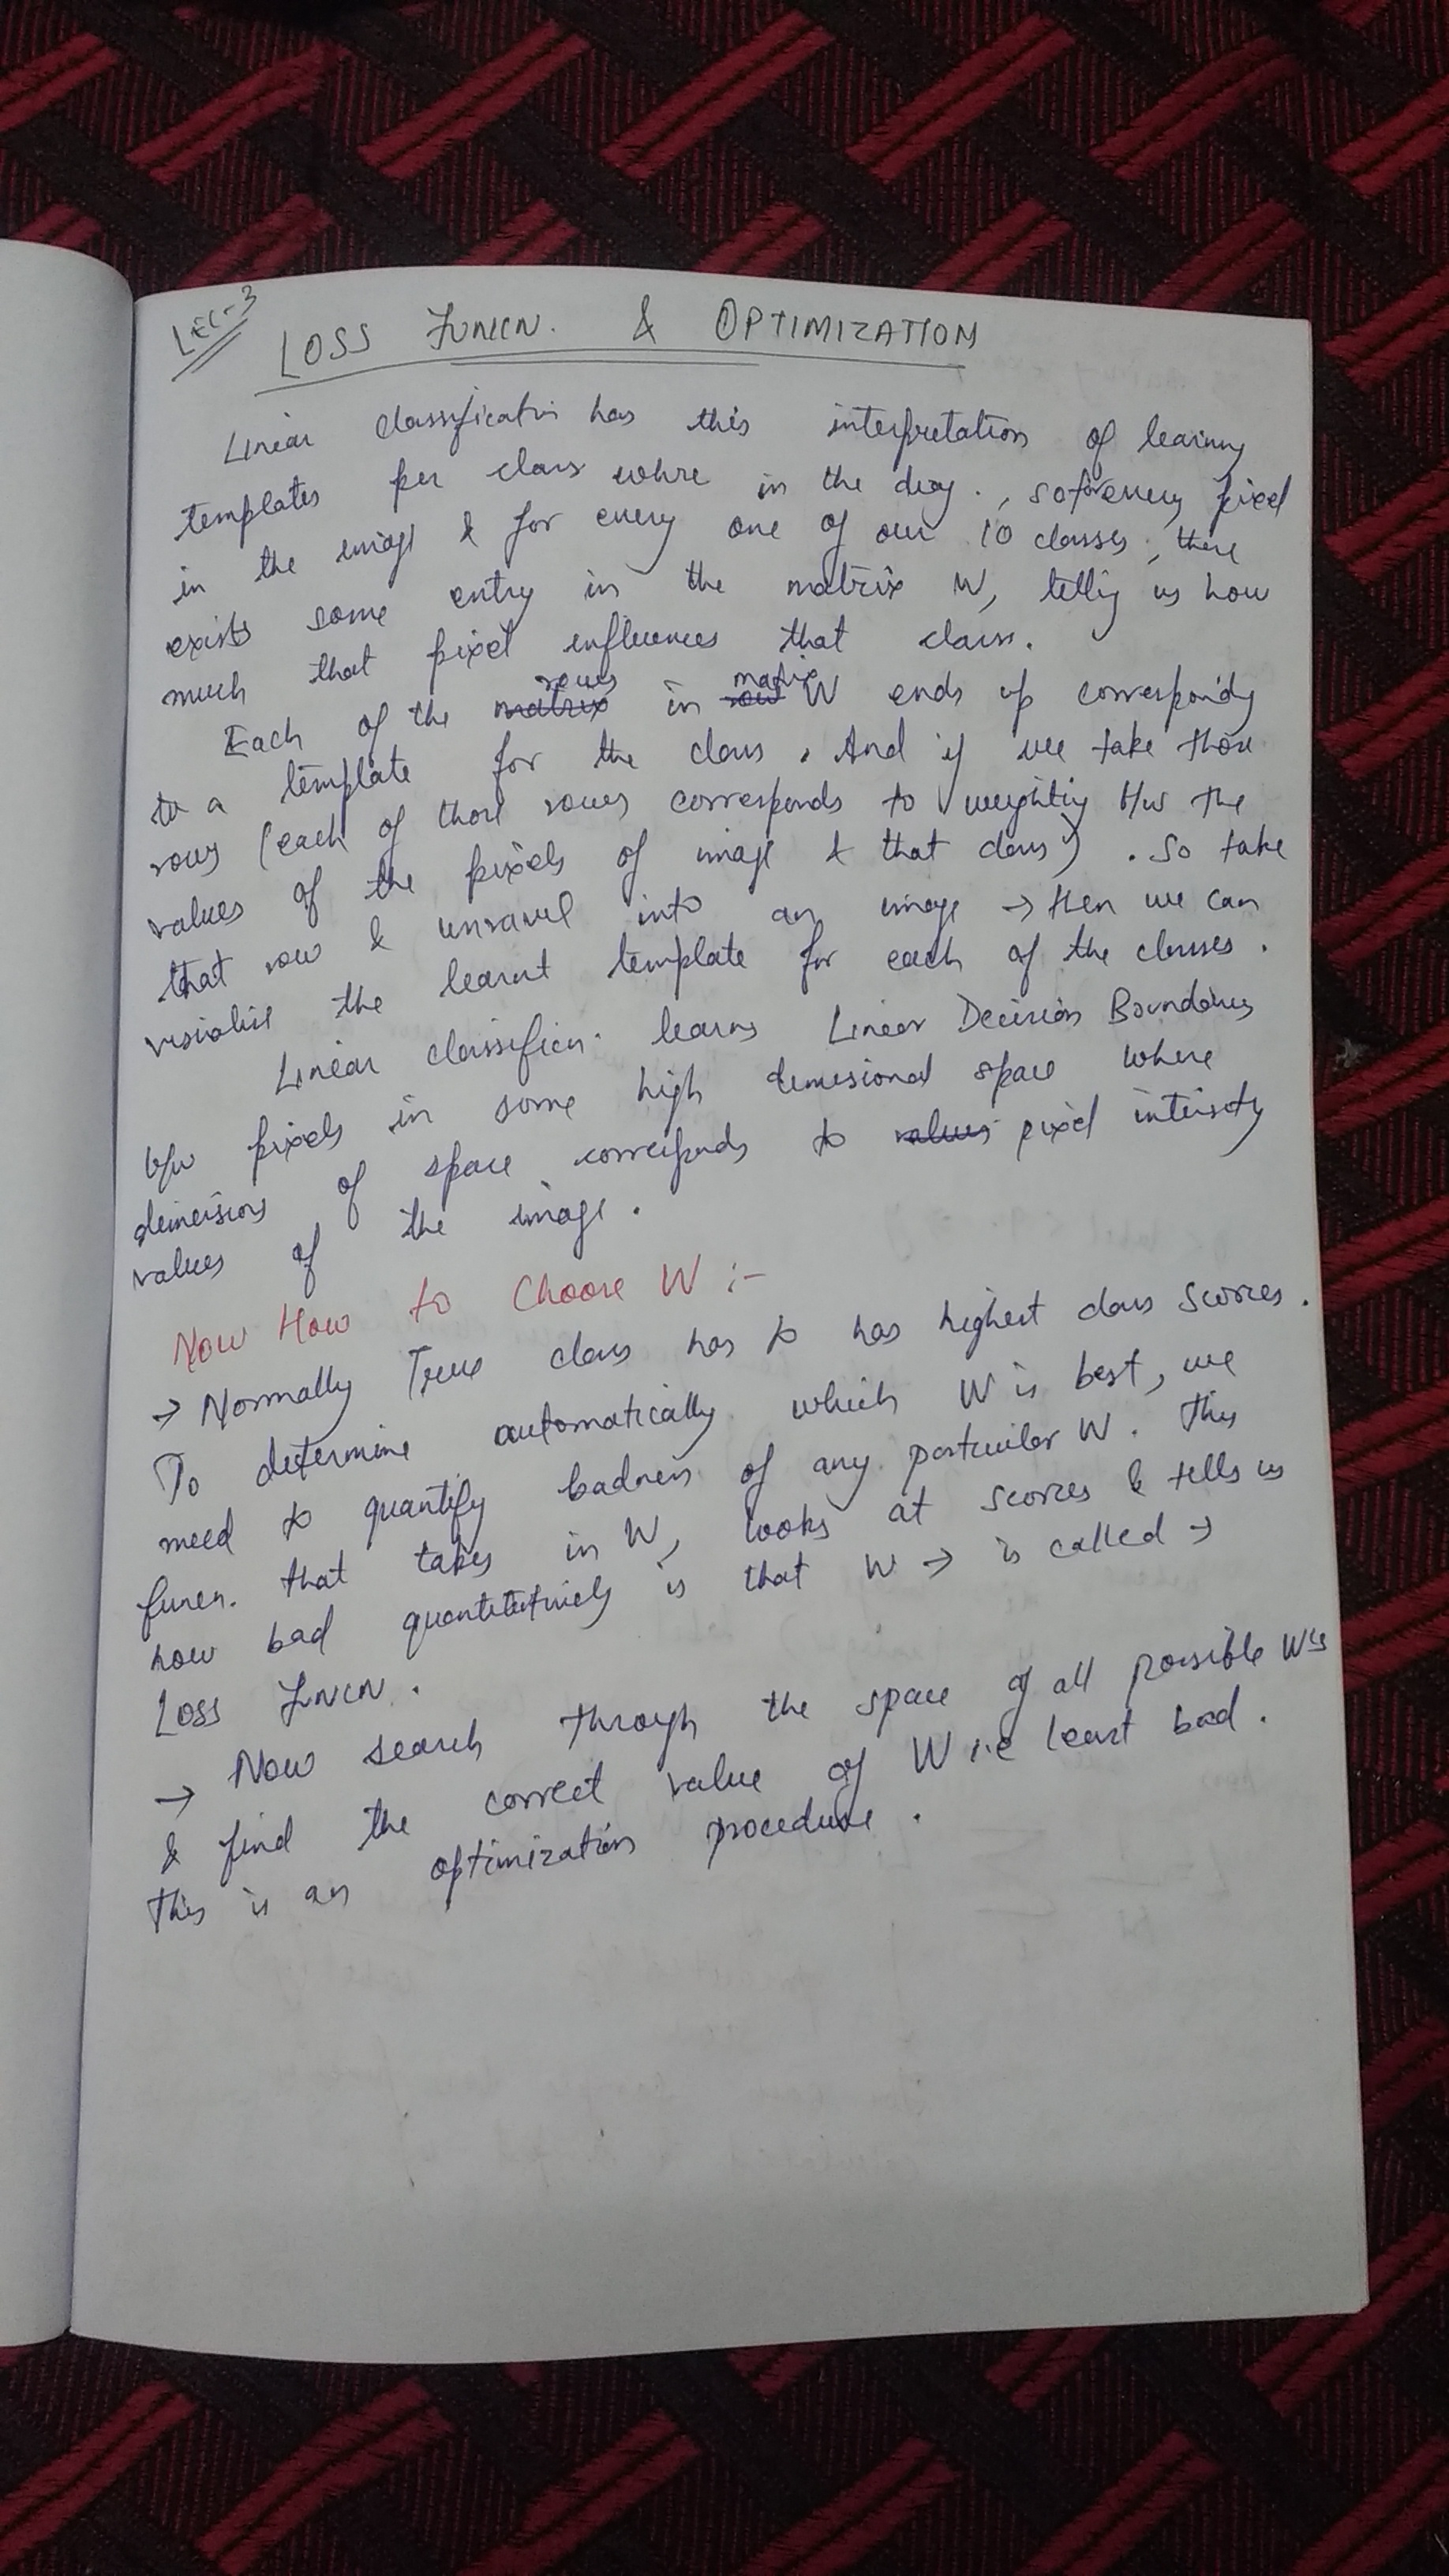 LEC-3
LOSS FUNCN. & OPTIMIZATION
Linear classification has this interpretation of learning
templates per class where in the diag., so for every pixel
in the image & for every one of our 10 classes, there
exists some entry in the matrix W, telling us how
much that pixel influences that class.
Each of the matrix rows in row matrix W ends up corresponding
to a template for the class. And if we take those
rows (each of those rows corresponds to weighting b/w the
values of the pixels of image & that class). So take
that row & unravel into an image → then we can
visualise the learnt template for each of the classes.
Linear classificn. learns Linear Decision Boundaries
b/w pixels in some high dimesional space where
dimensions of space corresponds to values pixel intensity
values of the image.
Now How to Choose W :-
→ Normally True class has to has highest class scores.
To determine automatically which W is best, we
need to quantify badness of any particular W. This
funcn. that takes in W, looks at scores & tells us
how bad quantitatively is that W → is called →
Loss FNCN.
→ Now search through the space of all possible W's
& find the correct value of W i.e least bad.
This is an optimization procedure.